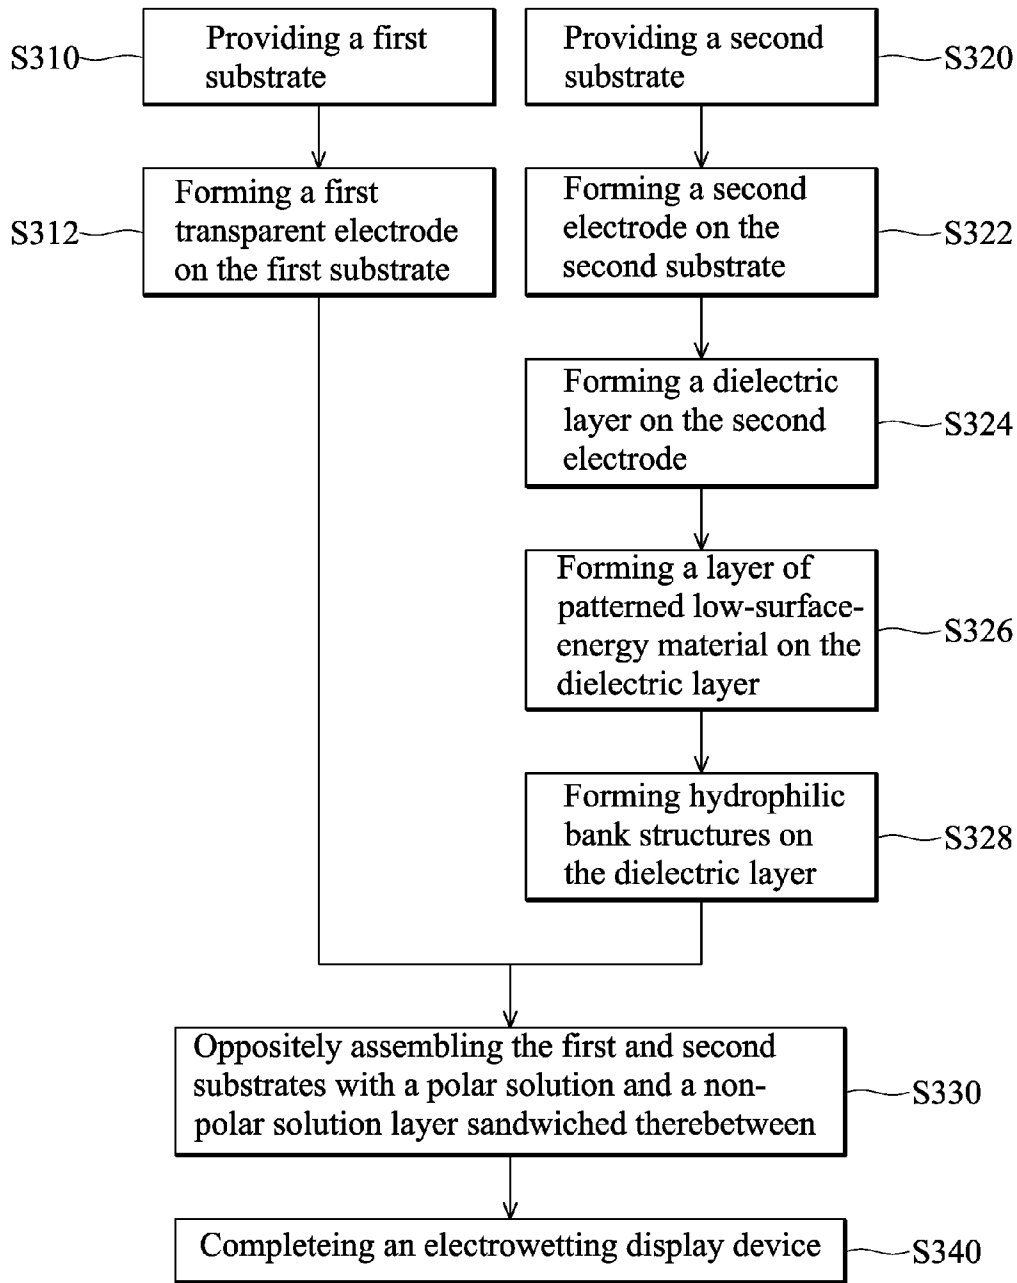 S310
Providing a first
substrate
Providing a second
substrate
S320
S312
Forming a first
transparent electrode
on the first substrate
Forming a second
electrode on the
second substrate
S322
Forming a dielectric
layer on the second
electrode
S324
Forming a layer of
patterned low-surface-
energy material on the
dielectric layer
S326
Forming hydrophilic
bank structures on
the dielectric layer
S328
Oppositely assembling the first and second
substrates with a polar solution and a non-
polar solution layer sandwiched therebetween
S330
Completeing an electrowetting display device
S340